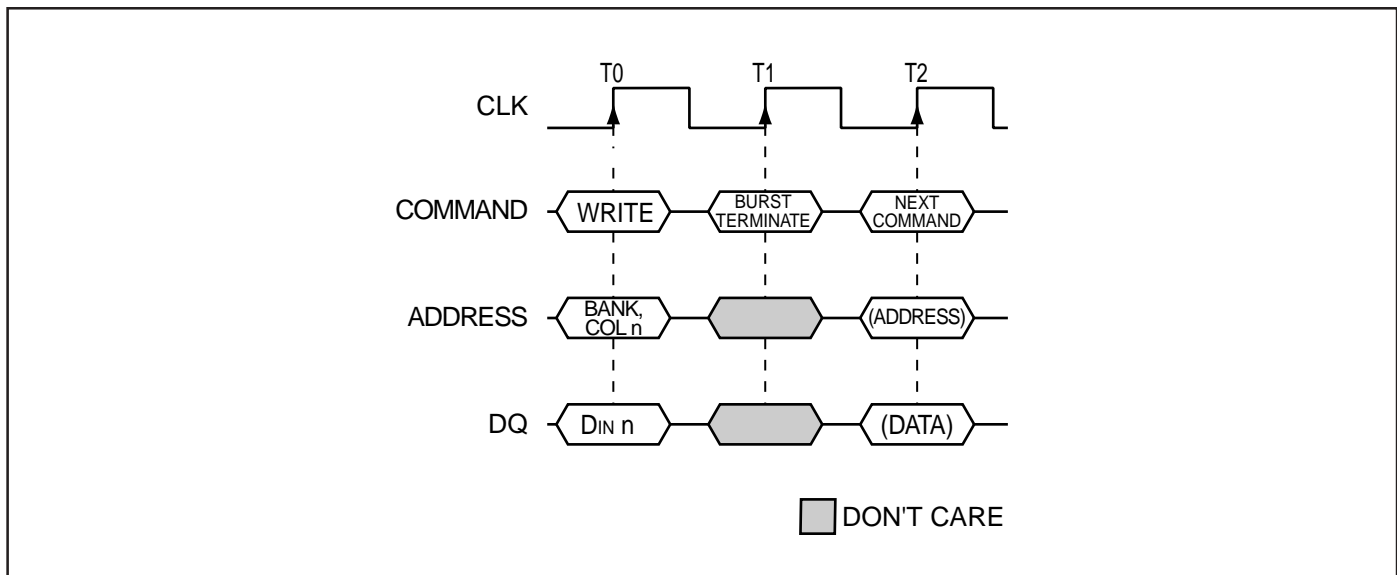 T0 T1 T2
CLK
COMMAND WRITE BURST TERMINATE NEXT COMMAND
ADDRESS BANK, COL n (ADDRESS)
DQ DIN n (DATA)
DON'T CARE